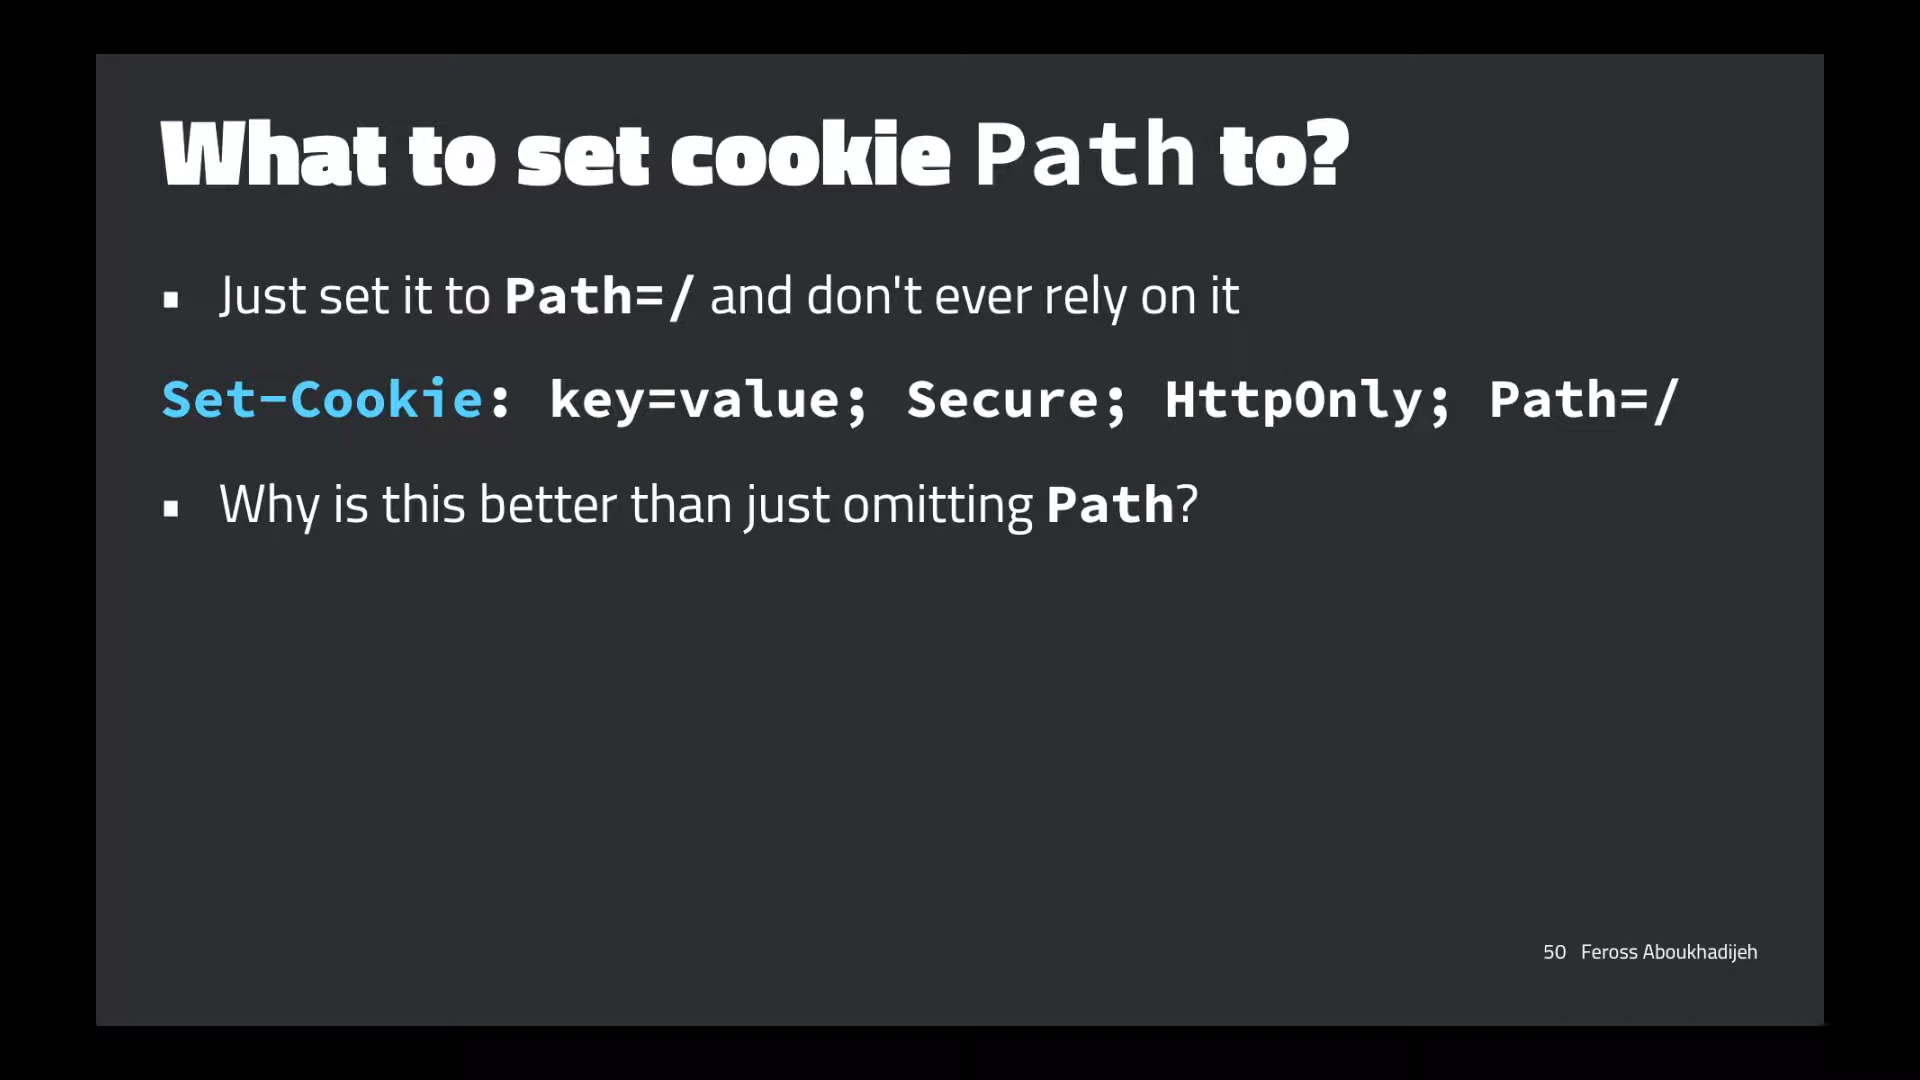 What to set cookie Path to?
▪ Just set it to Path=/ and don't ever rely on it
Set-Cookie: key=value; Secure; HttpOnly; Path=/
▪ Why is this better than just omitting Path?
50 Feross Aboukhadijeh